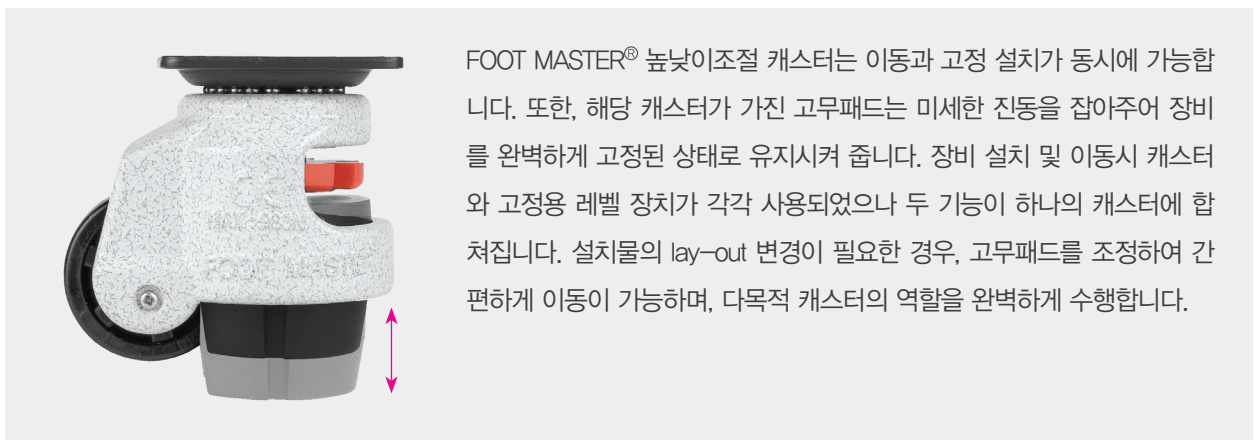 FOOT MASTER® 높낮이조절 캐스터는 이동과 고정 설치가 동시에 가능합
니다. 또한, 해당 캐스터가 가진 고무패드는 미세한 진동을 잡아주어 장비
를 완벽하게 고정된 상태로 유지시켜 줍니다. 장비 설치 및 이동시 캐스터
와 고정용 레벨 장치가 각각 사용되었으나 두 기능이 하나의 캐스터에 합
쳐집니다. 설치물의 lay-out 변경이 필요한 경우, 고무패드를 조정하여 간
편하게 이동이 가능하며, 다목적 캐스터의 역할을 완벽하게 수행합니다.
CE
FOOT MASTER